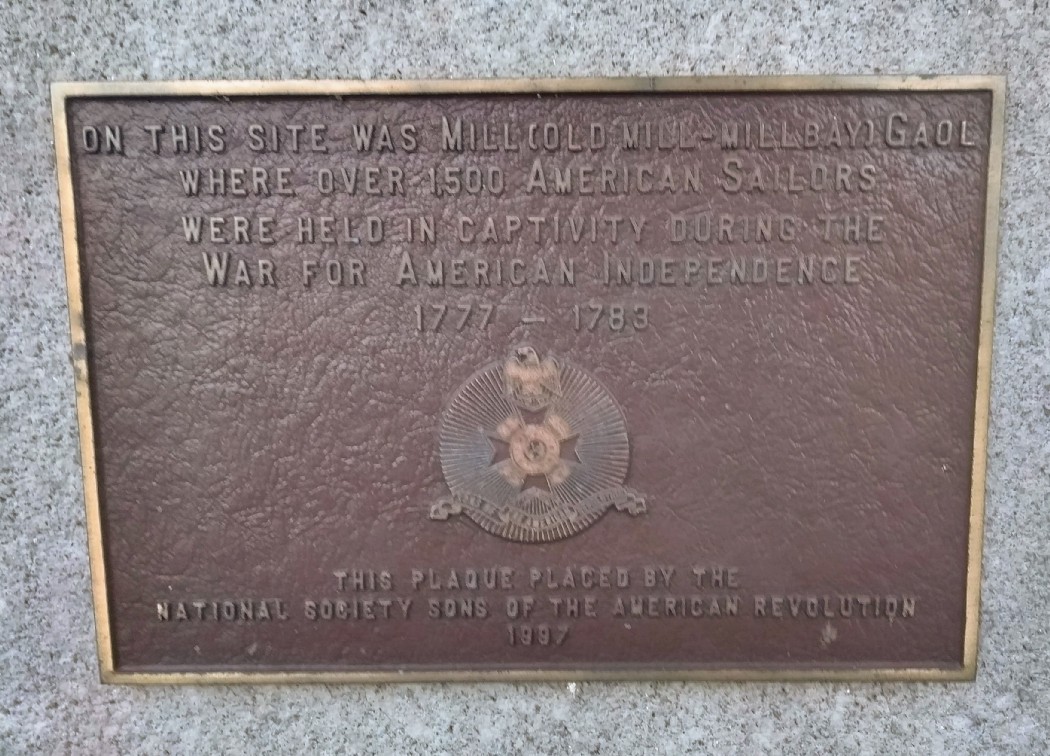 ON THIS SITE WAS MILL (OLD MILL-MILLBAY) GAOL
WHERE OVER 1,500 AMERICAN SAILORS
WERE HELD IN CAPTIVITY DURING THE
WAR FOR AMERICAN INDEPENDENCE
1777 – 1783
THIS PLAQUE PLACED BY THE
NATIONAL SOCIETY SONS OF THE AMERICAN REVOLUTION
1997